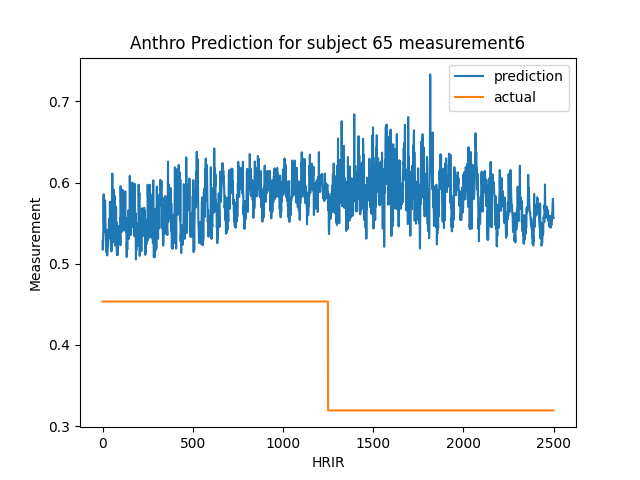 Anthro Prediction for subject 65 measurement6
prediction
actual
0.7
0.6
0.5
0.4
0.3
Measurement
0 500 1000 1500 2000 2500
HRIR